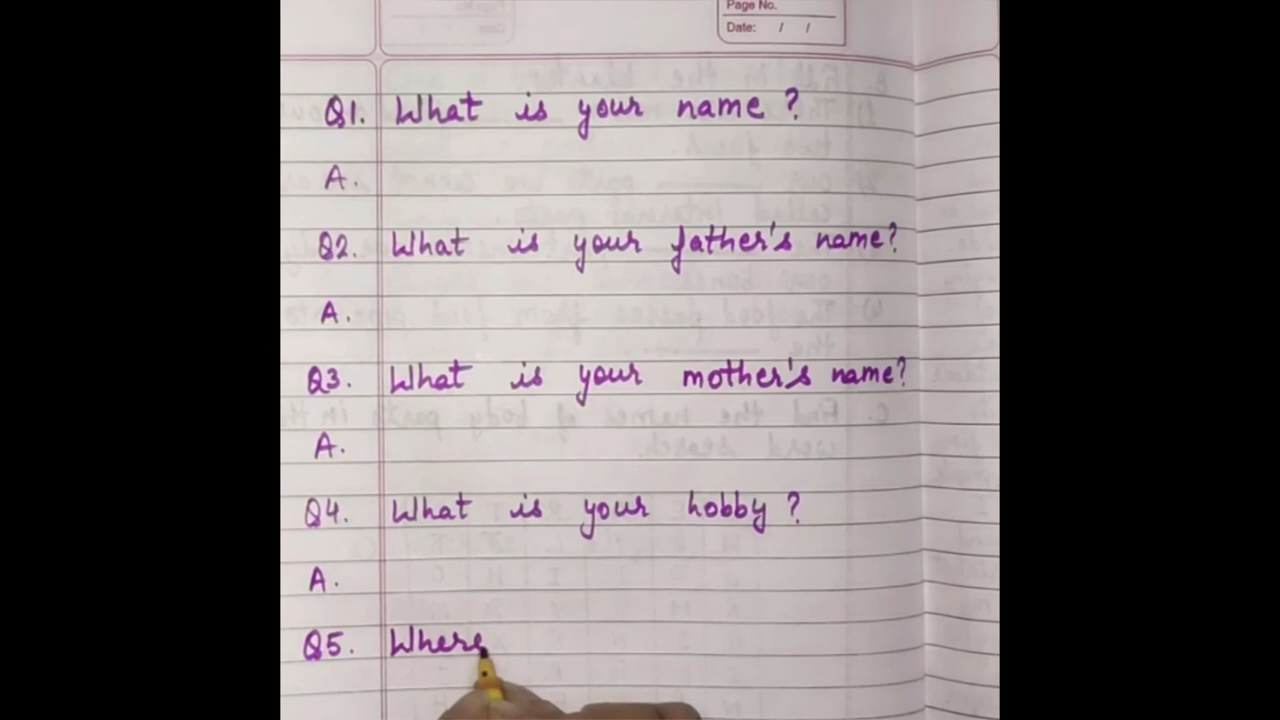 Page No.
Date: / /
Q1. What is your name?
A.
Q2. What is your father's name?
A.
Q3. What is your mother's name?
A.
Q4. What is your hobby?
A.
Q5. Where